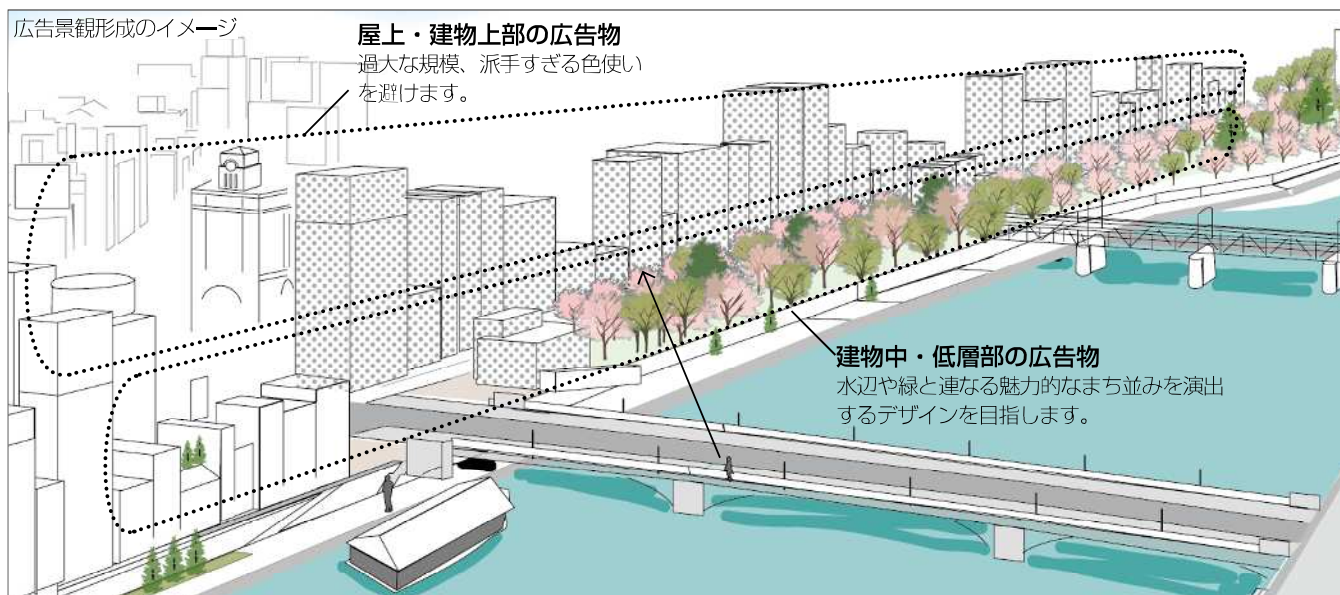 広告景観形成のイメージ
屋上・建物上部の広告物
過大な規模、派手すぎる色使い
を避けます。
建物中・低層部の広告物
水辺や緑と連なる魅力的なまち並みを演出
するデザインを目指します。